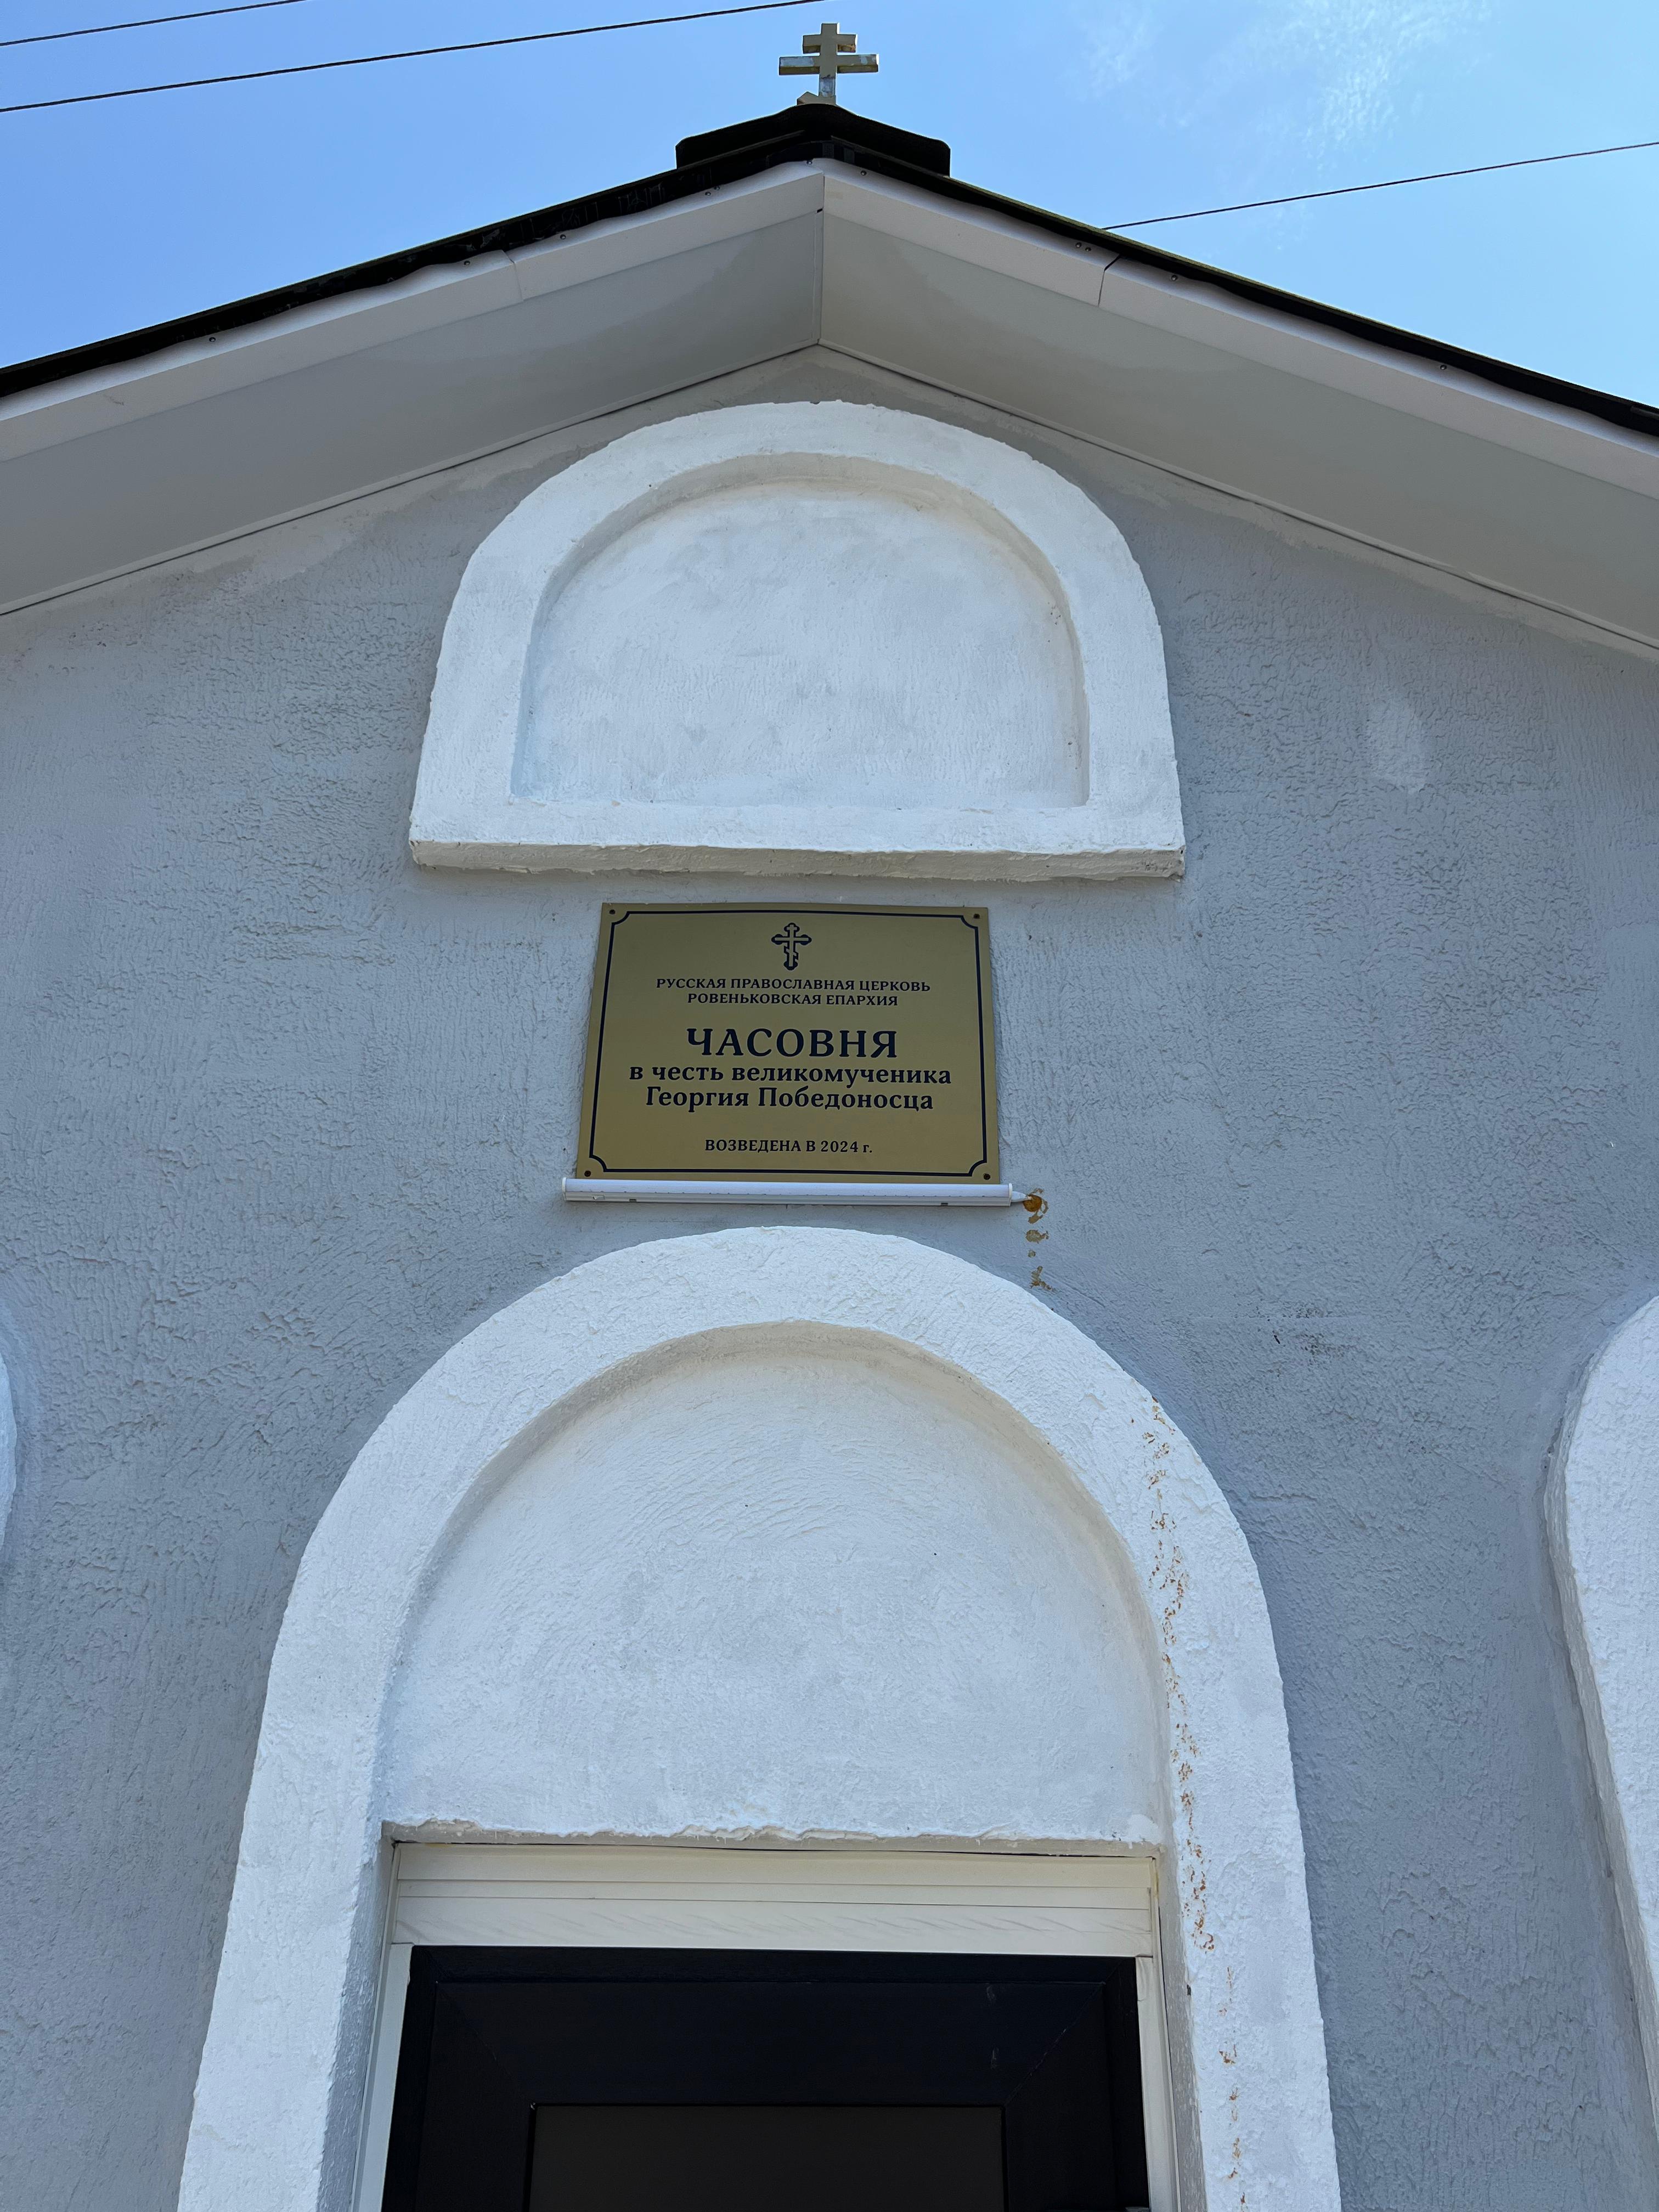 РУССКАЯ ПРАВОСЛАВНАЯ ЦЕРКОВЬ
РОВЕНЬКОВСКАЯ ЕПАРХИЯ
ЧАСОВНЯ
в честь великомученика
Георгия Победоносца
ВОЗВЕДЕНА В 2024 г.